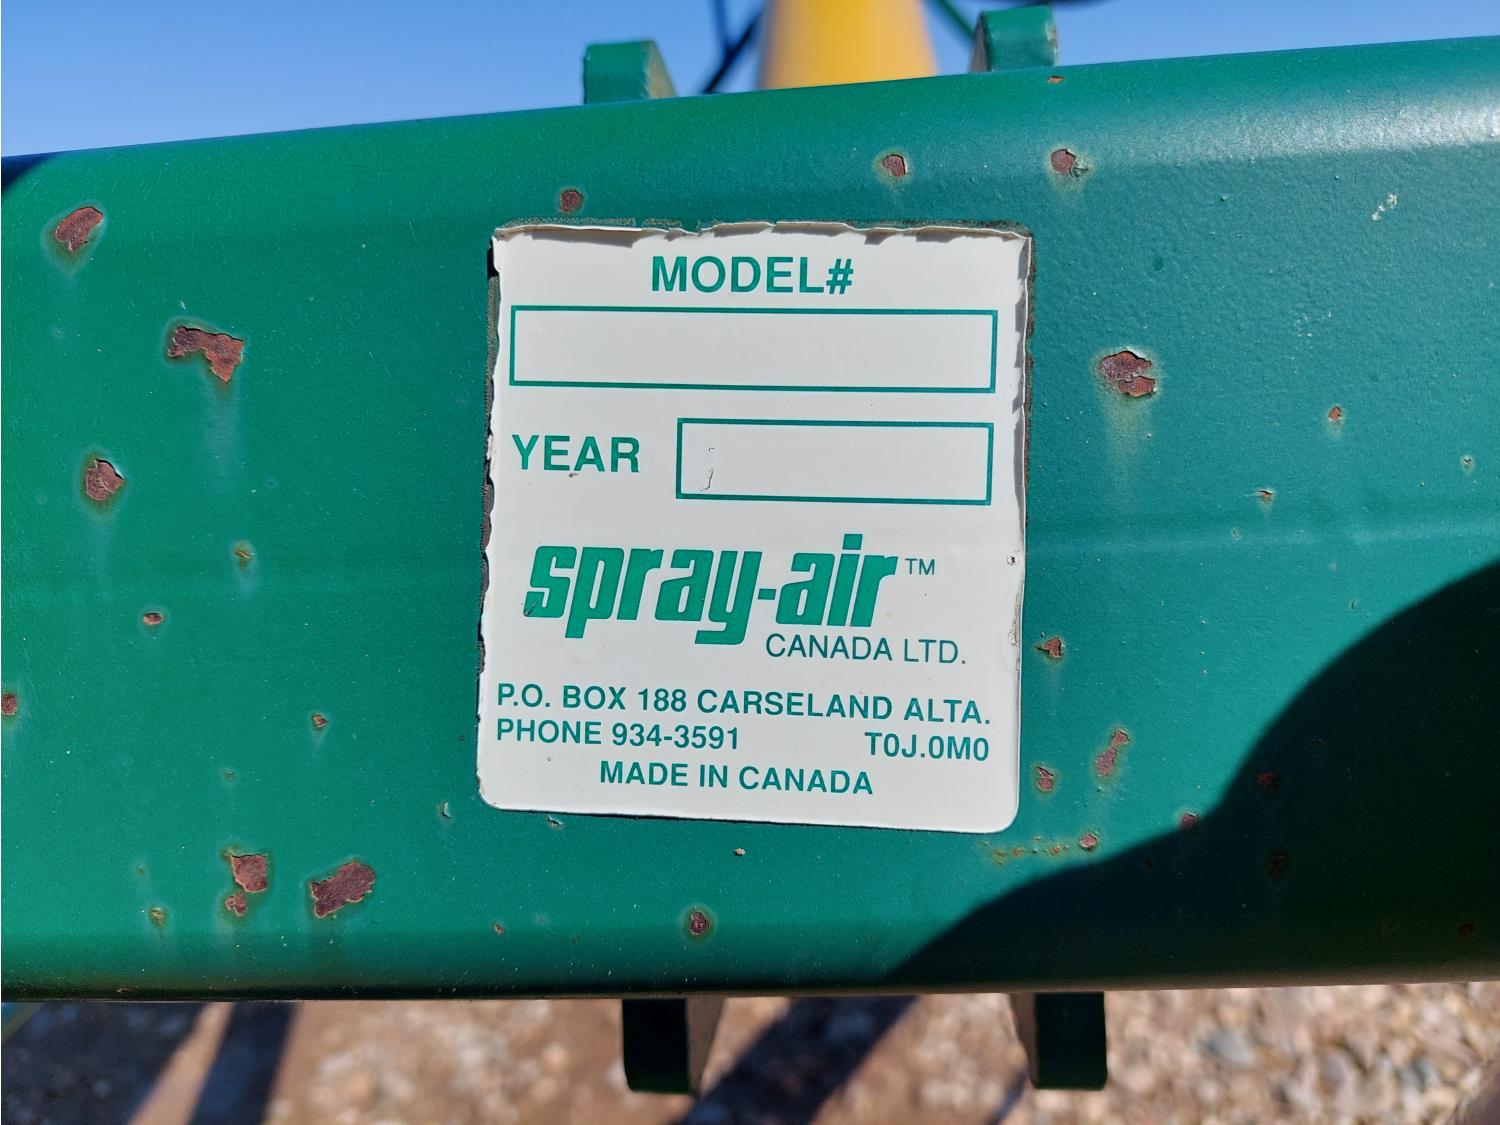 MODEL#
YEAR
spray-air™
CANADA LTD.
P.O. BOX 188 CARSELAND ALTA.
PHONE 934-3591 T0J.0M0
MADE IN CANADA